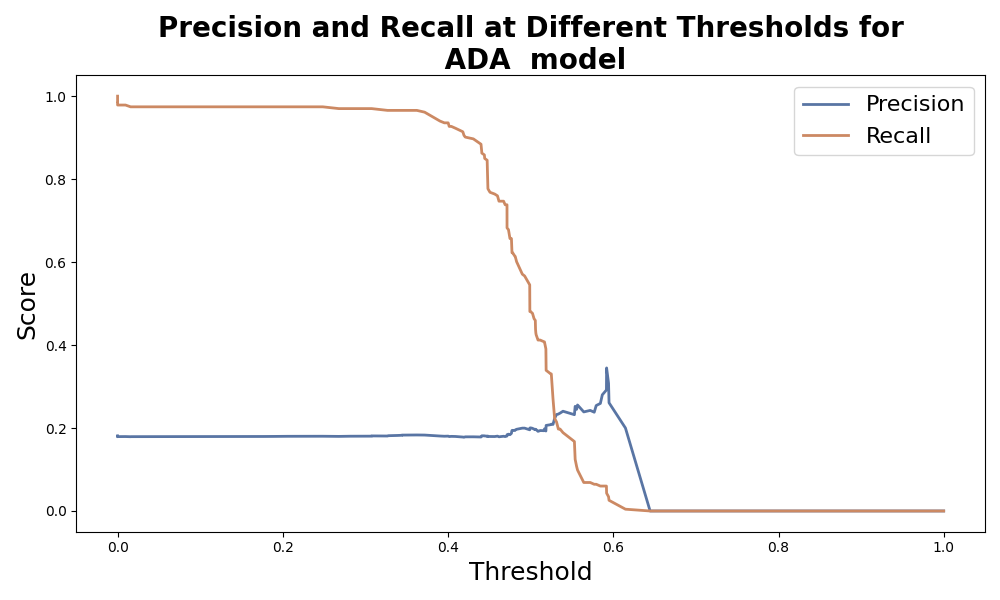 Precision and Recall at Different Thresholds for
ADA  model
Precision
Recall
Score
1.0
0.8
0.6
0.4
0.2
0.0
0.0 0.2 0.4 0.6 0.8 1.0
Threshold